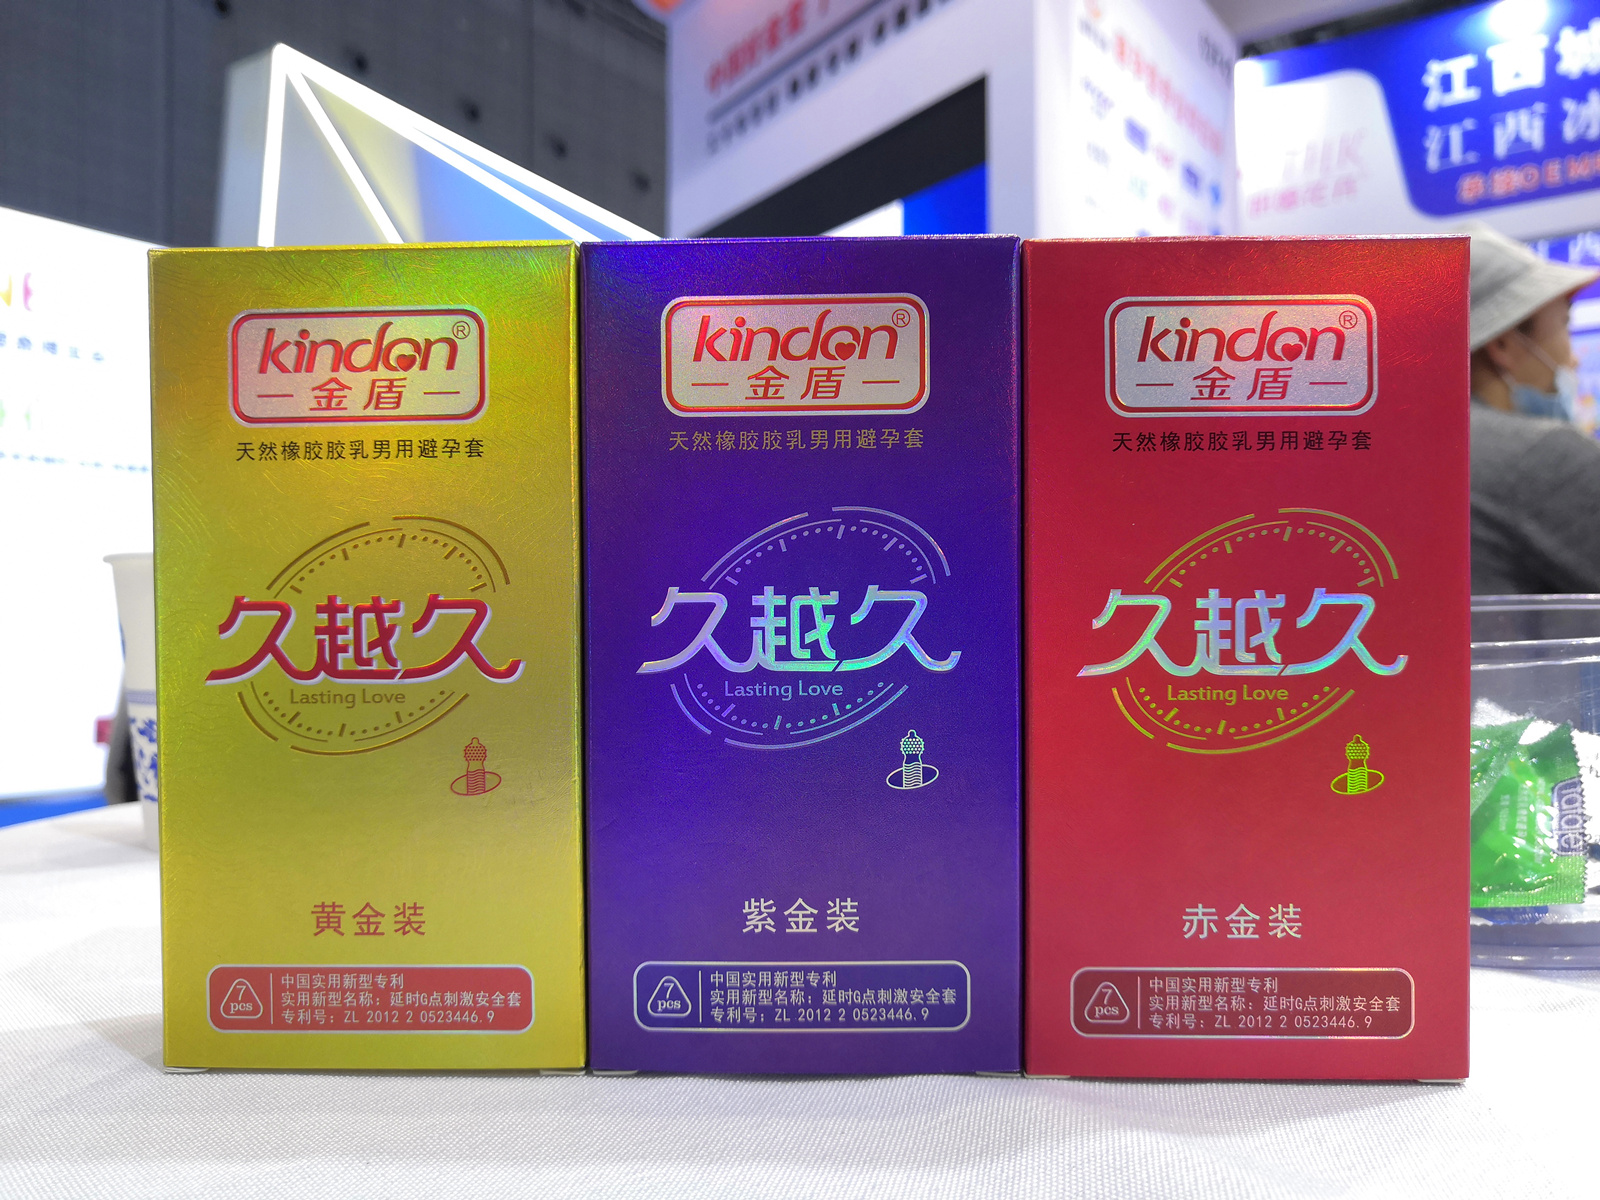 kindon®
金盾
天然橡胶胶乳男用避孕套
久越久
Lasting Love
黄金装
7
pcs
中国实用新型专利
实用新型名称：延时G点刺激安全套
专利号：ZL 2012 2 0523446.9
kindon®
金盾
天然橡胶胶乳男用避孕套
久越久
Lasting Love
紫金装
7
pcs
中国实用新型专利
实用新型名称：延时G点刺激安全套
专利号：ZL 2012 2 0523446.9
kindon®
金盾
天然橡胶胶乳男用避孕套
久越久
Lasting Love
赤金装
7
pcs
中国实用新型专利
实用新型名称：延时G点刺激安全套
专利号：ZL 2012 2 0523446.9
江西
江西